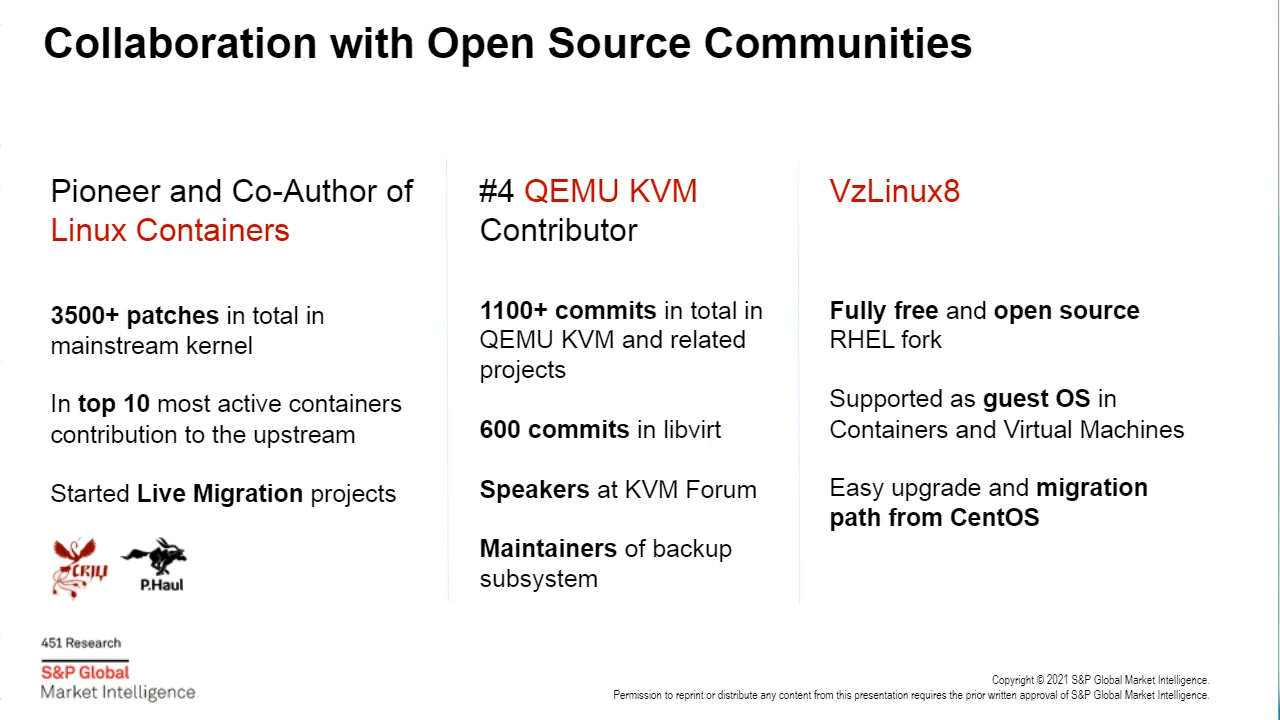 Collaboration with Open Source Communities
Pioneer and Co-Author of
Linux Containers
3500+ patches in total in
mainstream kernel
In top 10 most active containers
contribution to the upstream
Started Live Migration projects
CRIU
P.Haul
#4 QEMU KVM
Contributor
1100+ commits in total in
QEMU KVM and related
projects
600 commits in libvirt
Speakers at KVM Forum
Maintainers of backup
subsystem
VzLinux8
Fully free and open source
RHEL fork
Supported as guest OS in
Containers and Virtual Machines
Easy upgrade and migration
path from CentOS
451 Research
S&P Global
Market Intelligence
Copyright © 2021 S&P Global Market Intelligence.
Permission to reprint or distribute any content from this presentation requires the prior written approval of S&P Global Market Intelligence.